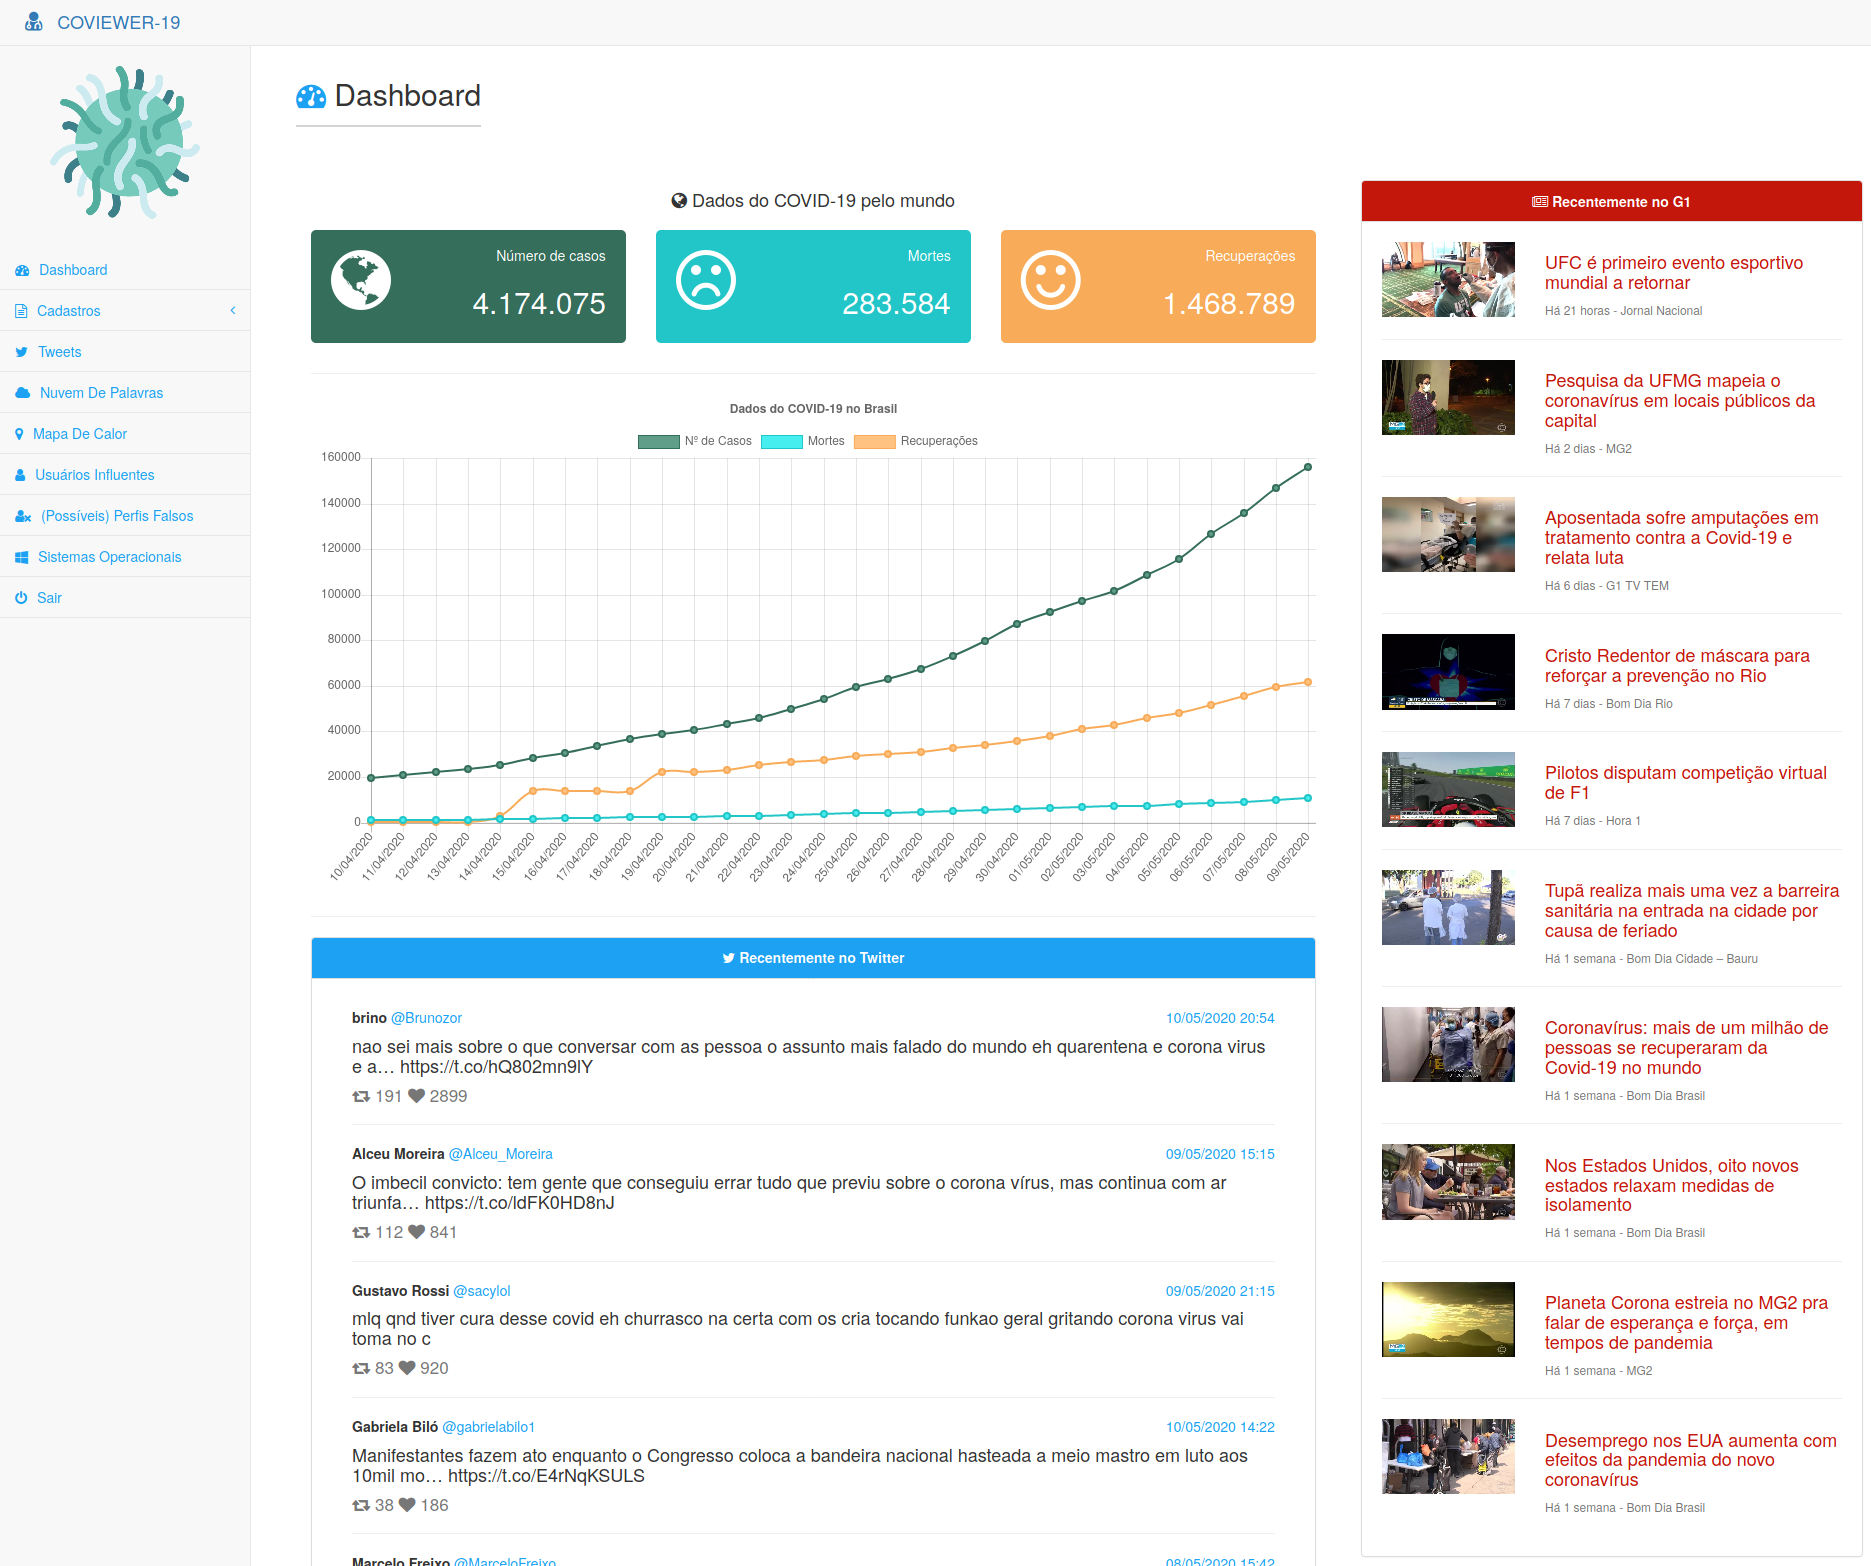 COVIEWER-19
Dashboard
Cadastros
Tweets
Nuvem De Palavras
Mapa De Calor
Usuários Influentes
(Possíveis) Perfis Falsos
Sistemas Operacionais
Sair
Dashboard
Dados do COVID-19 pelo mundo
Número de casos
4.174.075
Mortes
283.584
Recuperações
1.468.789
Dados do COVID-19 no Brasil
Nº de Casos Mortes Recuperações
160000
140000
120000
100000
80000
60000
40000
20000
0
10/04/2020
11/04/2020
12/04/2020
13/04/2020
14/04/2020
15/04/2020
16/04/2020
17/04/2020
18/04/2020
19/04/2020
20/04/2020
21/04/2020
22/04/2020
23/04/2020
24/04/2020
25/04/2020
26/04/2020
27/04/2020
28/04/2020
29/04/2020
30/04/2020
01/05/2020
02/05/2020
03/05/2020
04/05/2020
05/05/2020
06/05/2020
07/05/2020
08/05/2020
09/05/2020
Recentemente no Twitter
brino @Brunozor 10/05/2020 20:54
nao sei mais sobre o que conversar com as pessoa o assunto mais falado do mundo eh quarentena e corona virus
e a… https://t.co/hQ802mn9lY
191 2899
Alceu Moreira @Alceu_Moreira 09/05/2020 15:15
O imbecil convicto: tem gente que conseguiu errar tudo que previu sobre o corona vírus, mas continua com ar
triunfa… https://t.co/ldFK0HD8nJ
112 841
Gustavo Rossi @sacylol 09/05/2020 21:15
mlq qnd tiver cura desse covid eh churrasco na certa com os cria tocando funkao geral gritando corona virus vai
toma no c
83 920
Gabriela Biló @gabrielabilo1 10/05/2020 14:22
Manifestantes fazem ato enquanto o Congresso coloca a bandeira nacional hasteada a meio mastro em luto aos
10mil mo… https://t.co/E4rNqKSULS
38 186
Marcelo Freixo @MarceloFreixo 08/05/2020 15:42
Recentemente no G1
UFC é primeiro evento esportivo
mundial a retornar
Há 21 horas - Jornal Nacional
Pesquisa da UFMG mapeia o
coronavírus em locais públicos da
capital
Há 2 dias - MG2
Aposentada sofre amputações em
tratamento contra a Covid-19 e
relata luta
Há 6 dias - G1 TV TEM
Cristo Redentor de máscara para
reforçar a prevenção no Rio
Há 7 dias - Bom Dia Rio
Pilotos disputam competição virtual
de F1
Há 7 dias - Hora 1
Tupã realiza mais uma vez a barreira
sanitária na entrada na cidade por
causa de feriado
Há 1 semana - Bom Dia Cidade – Bauru
Coronavírus: mais de um milhão de
pessoas se recuperaram da
Covid-19 no mundo
Há 1 semana - Bom Dia Brasil
Nos Estados Unidos, oito novos
estados relaxam medidas de
isolamento
Há 1 semana - Bom Dia Brasil
Planeta Corona estreia no MG2 pra
falar de esperança e força, em
tempos de pandemia
Há 1 semana - MG2
Desemprego nos EUA aumenta com
efeitos da pandemia do novo
coronavírus
Há 1 semana - Bom Dia Brasil